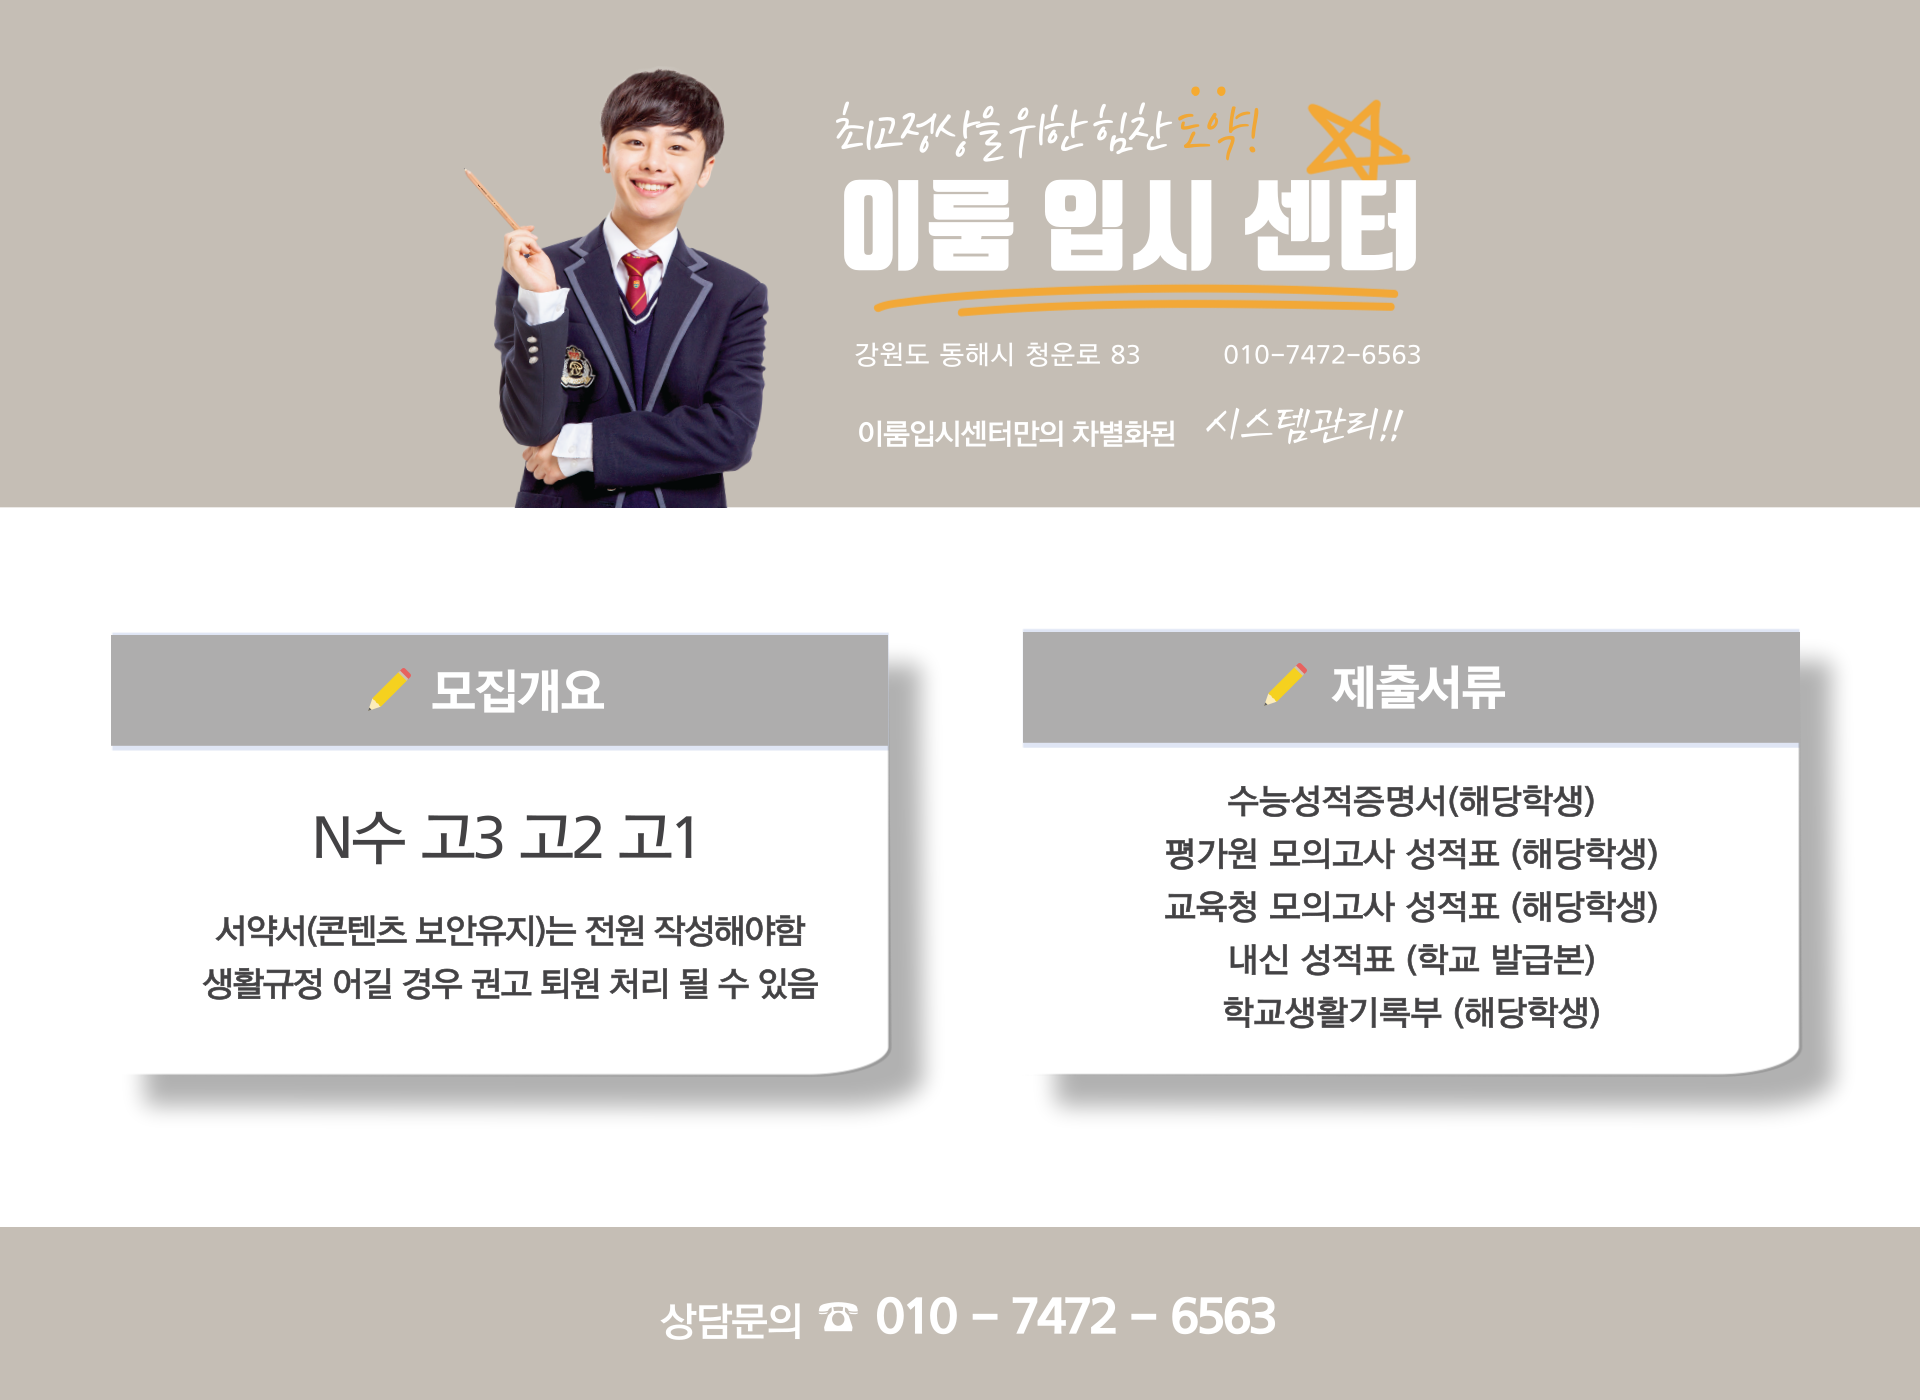 최고정상을 위한 힘찬 도약!
이룸 입시 센터
강원도 동해시 청운로 83 010-7472-6563
이룸입시센터만의 차별화된 시스템관리!!
모집개요
N수 고3 고2 고1
서약서(콘텐츠 보안유지)는 전원 작성해야함
생활규정 어길 경우 권고 퇴원 처리 될 수 있음
제출서류
수능성적증명서(해당학생)
평가원 모의고사 성적표 (해당학생)
교육청 모의고사 성적표 (해당학생)
내신 성적표 (학교 발급본)
학교생활기록부 (해당학생)
상담문의 ☎ 010 - 7472 - 6563